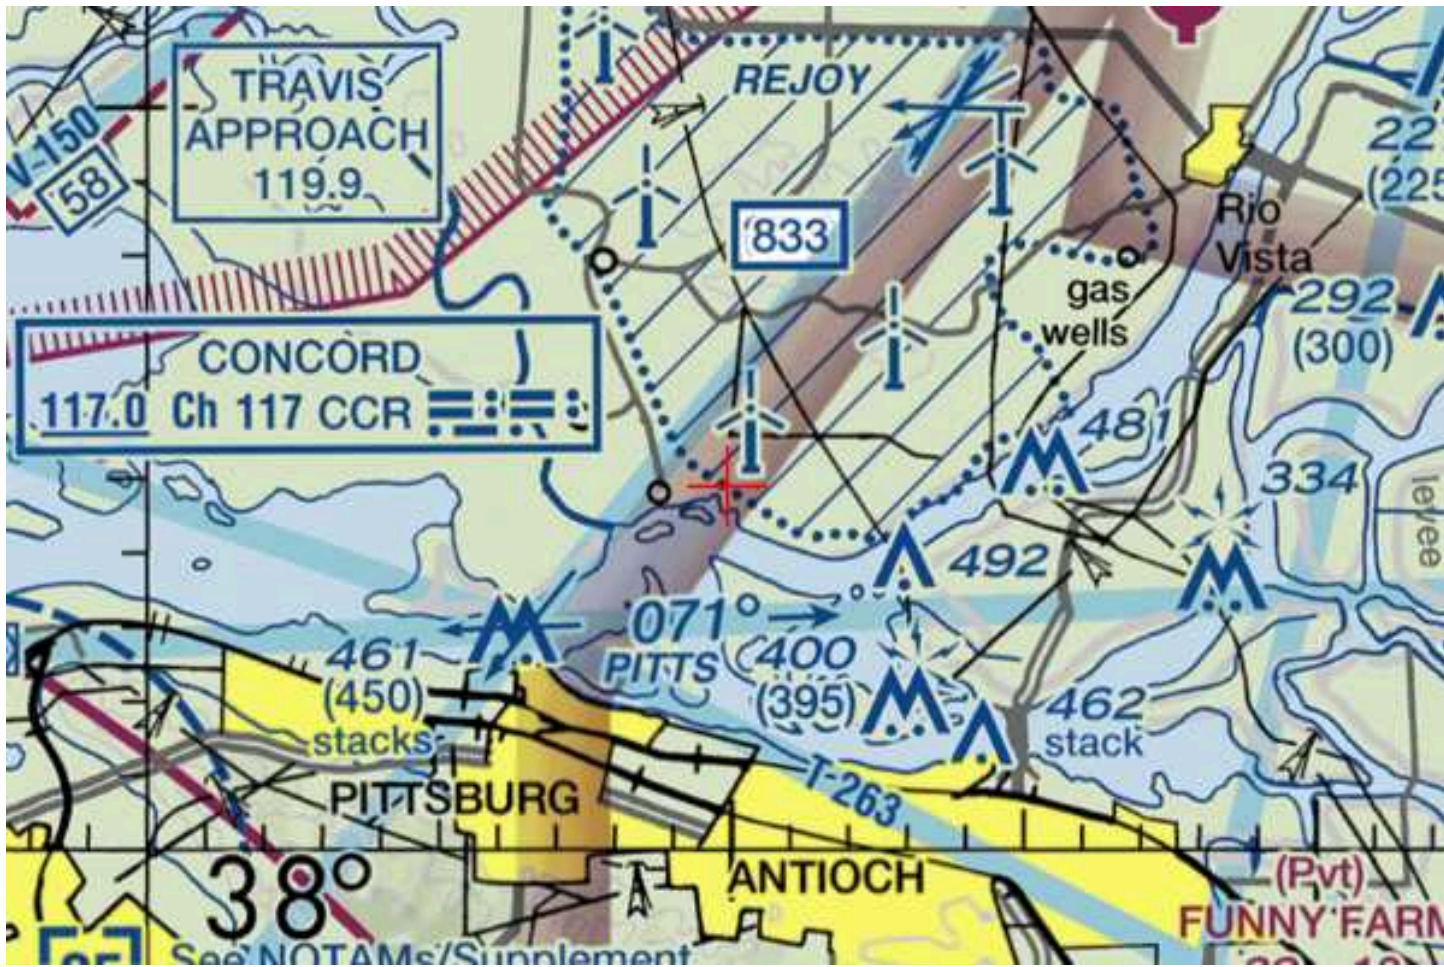 TRAVIS
APPROACH
119.9
REJOY
V-150
58
22
(225
Rio
Vista
833
gas
wells
292
(300)
CONCORD
117.0 Ch 117 CCR
481
334
levee
492
071°
PITTS
461
(450)
stacks
400
(395)
462
stack
PITTSBURG
T-263
ANTIOCH
38°
(Pvt)
FUNNY FARM
See NOTAMs/Supplement